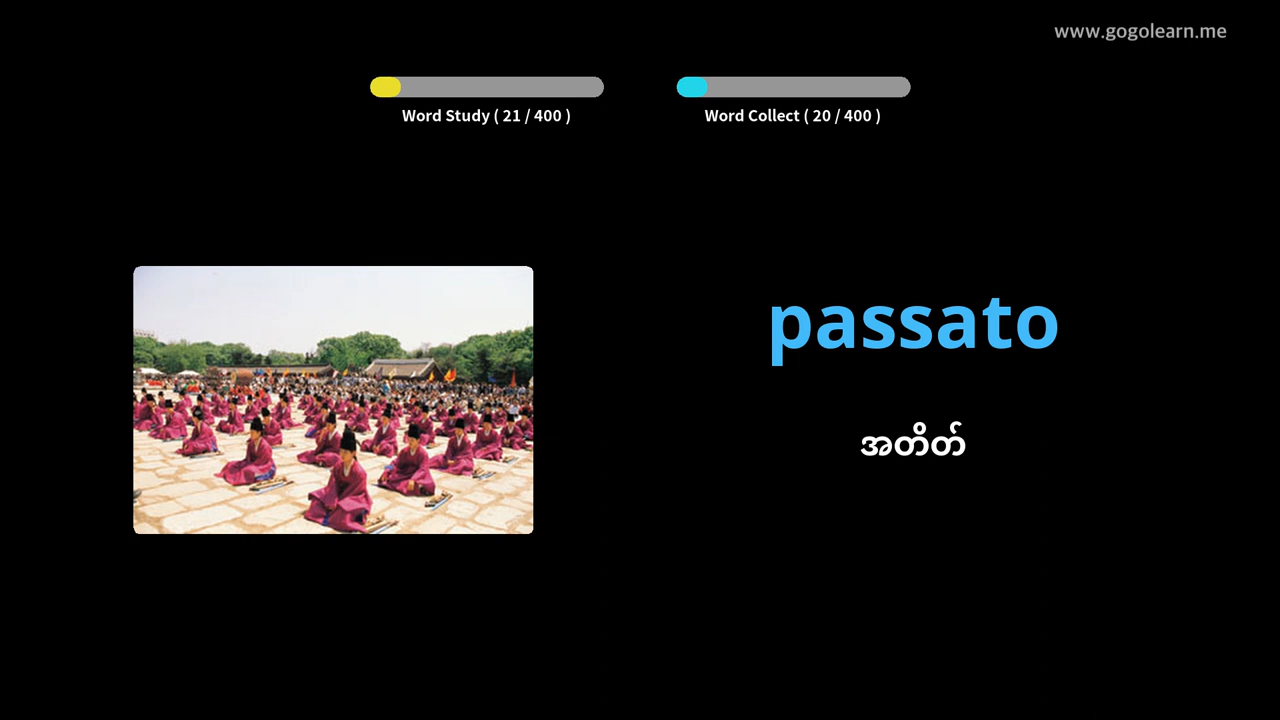 www.gogolearn.me
Word Study ( 21 / 400 )
Word Collect ( 20 / 400 )
passato
အတိတ်